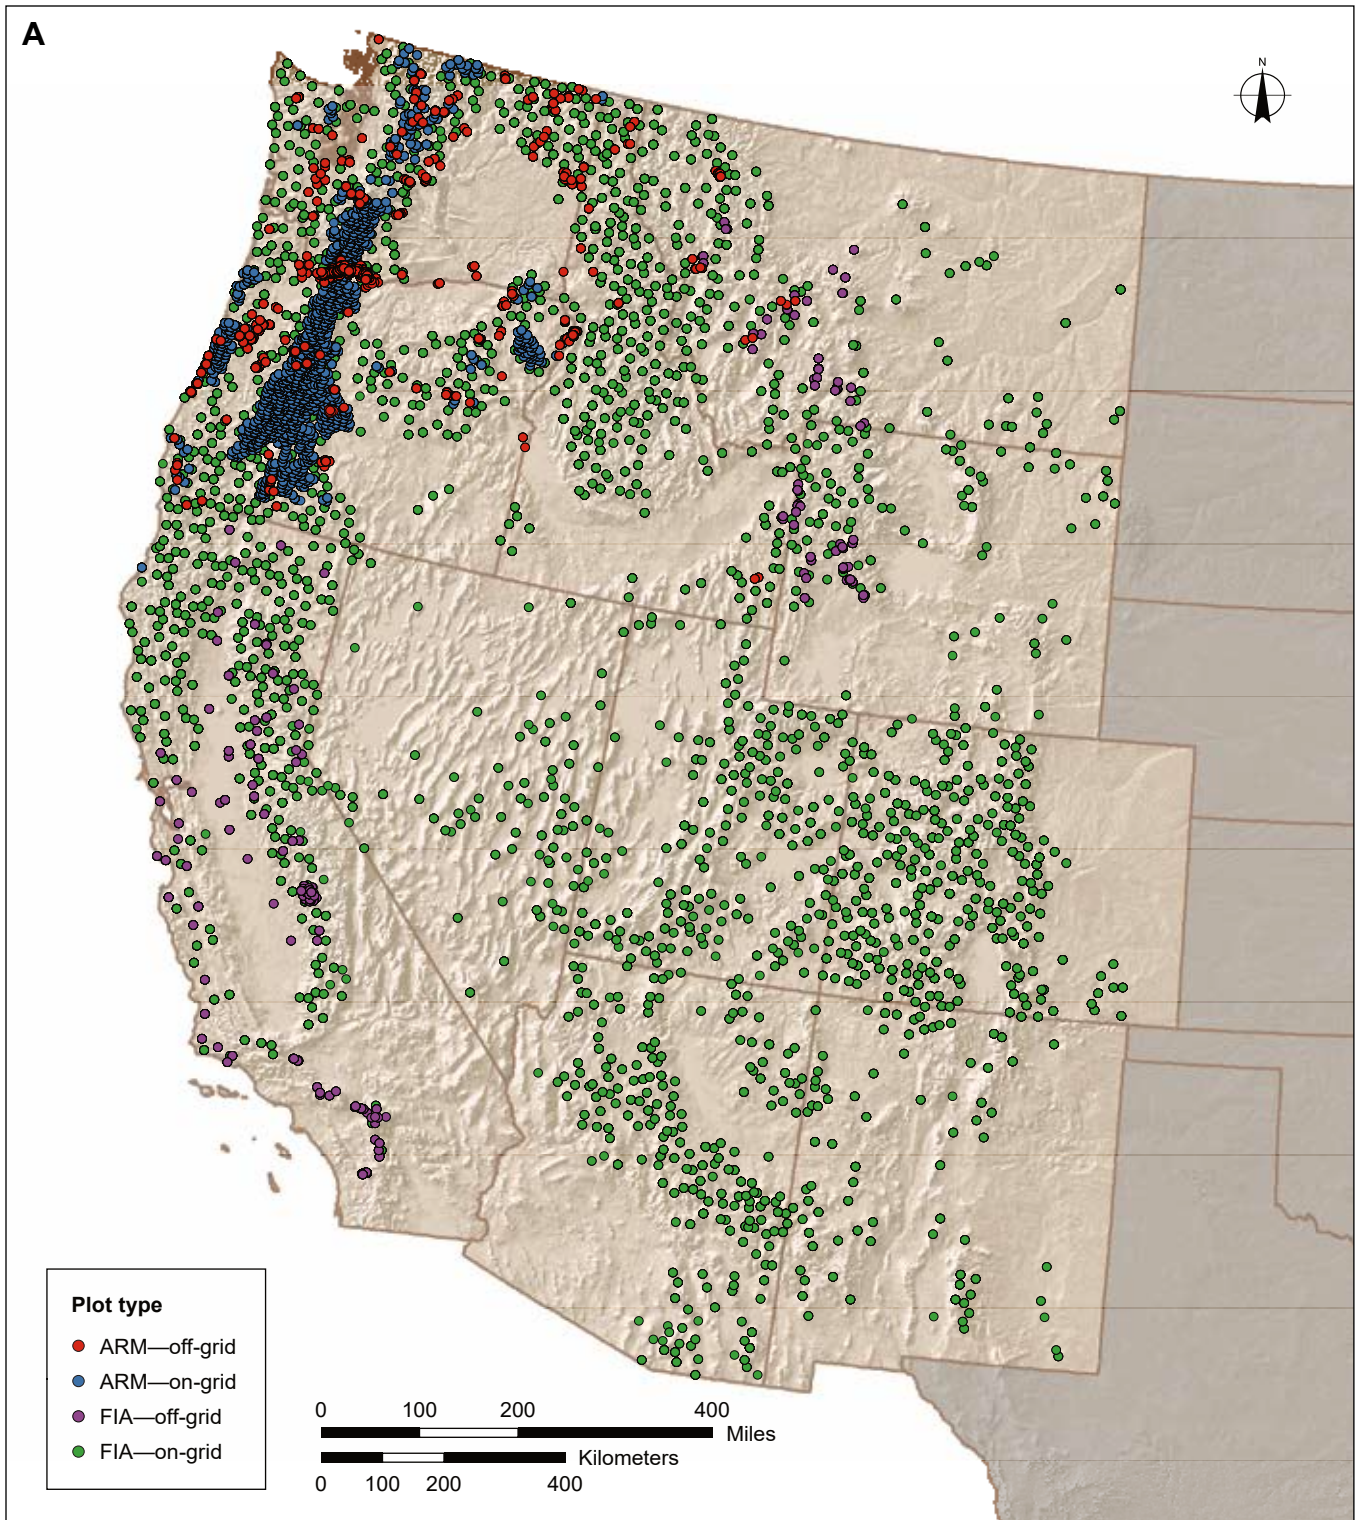 A
N
Plot type
ARM—off-grid
ARM—on-grid
FIA—off-grid
FIA—on-grid
0 100 200 400
Miles
Kilometers
0 100 200 400